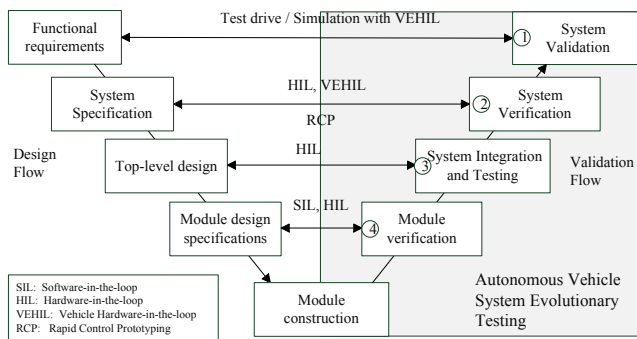 Test drive / Simulation with VEHIL
Functional
requirements
1
System
Validation
HIL, VEHIL
System
Specification
2
System
Verification
RCP
Design
Flow
Top-level design
HIL
3
System Integration
and Testing
Validation
Flow
Module design
specifications
SIL, HIL
4
Module
verification
SIL: Software-in-the-loop
HIL: Hardware-in-the-loop
VEHIL: Vehicle Hardware-in-the-loop
RCP: Rapid Control Prototyping
Module
construction
Autonomous Vehicle
System Evolutionary
Testing